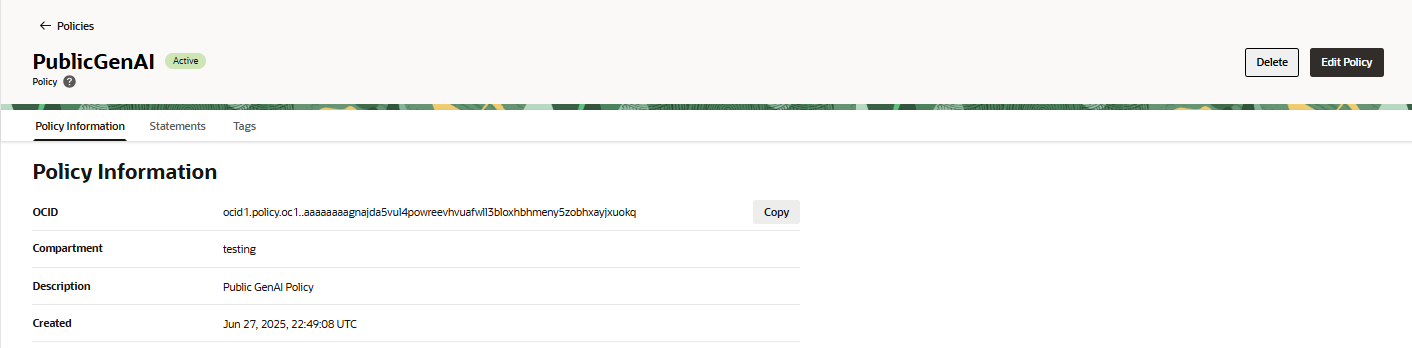 ← Policies
PublicGenAI Active
Policy ?
Delete Edit Policy
Policy Information Statements Tags
Policy Information
OCID ocid1.policy.oc1..aaaaaaaagnajda5vul4powreevhvuafwll3bloxhbhmeny5zobhxayjxuokq Copy
Compartment testing
Description Public GenAI Policy
Created Jun 27, 2025, 22:49:08 UTC